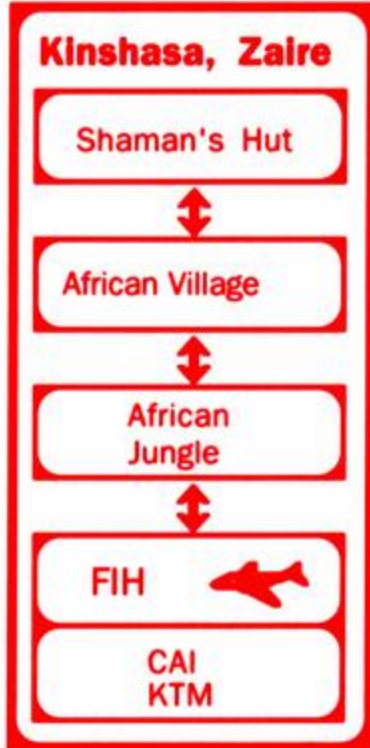 Kinshasa, Zaire
Shaman's Hut
African Village
African
Jungle
FIH
CAI
KTM